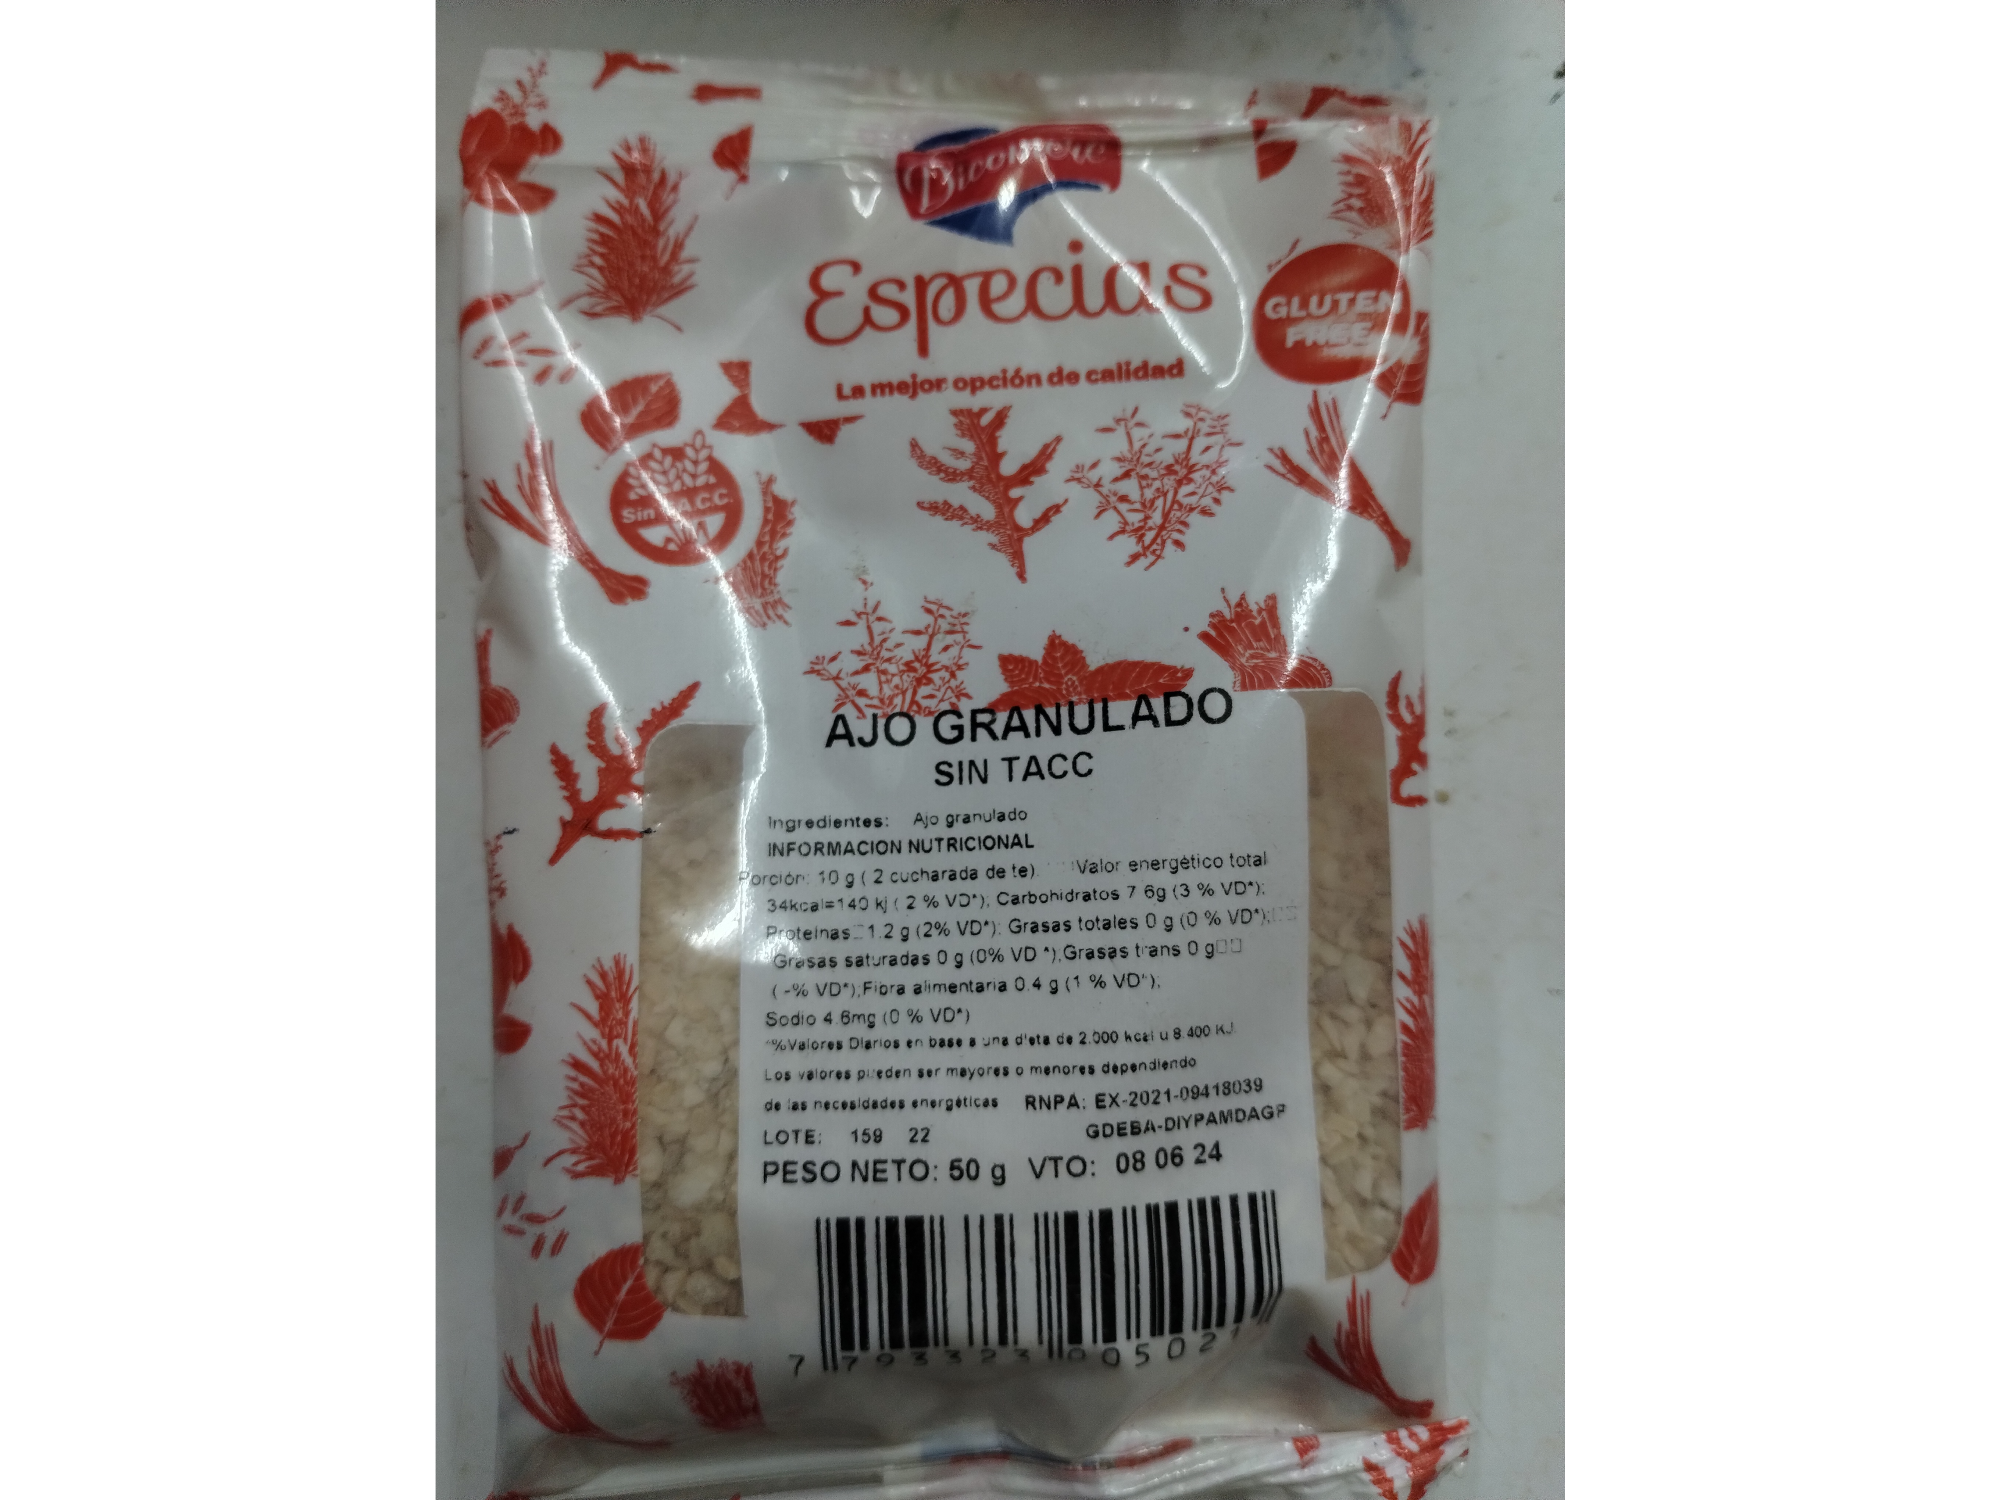 Dicomere
Especias
La mejor opción de calidad
GLUTEN
FREE
Sin T.A.C.C.
AJO GRANULADO
SIN TACC
Ingredientes: Ajo granulado
INFORMACION NUTRICIONAL
Porción: 10 g ( 2 cucharada de te) Valor energético total
34kcal=140 kj ( 2 % VD*); Carbohidratos 7 6g (3 % VD*);
Proteinas 1.2 g (2% VD*): Grasas totales 0 g (0 % VD*);
Grasas saturadas 0 g (0% VD *);Grasas trans 0 g
( -% VD*);Fibra alimentaria 0.4 g (1 % VD*);
Sodio 4.6mg (0 % VD*)
*%Valores Diarios en base a una dieta de 2.000 kcal u 8.400 KJ.
Los valores pueden ser mayores o menores dependiendo
de las necesidades energéticas RNPA: EX-2021-09418039
GDEBA-DIYPAMDAGP
LOTE: 159 22
PESO NETO: 50 g VTO: 08 06 24
7 793323 00502